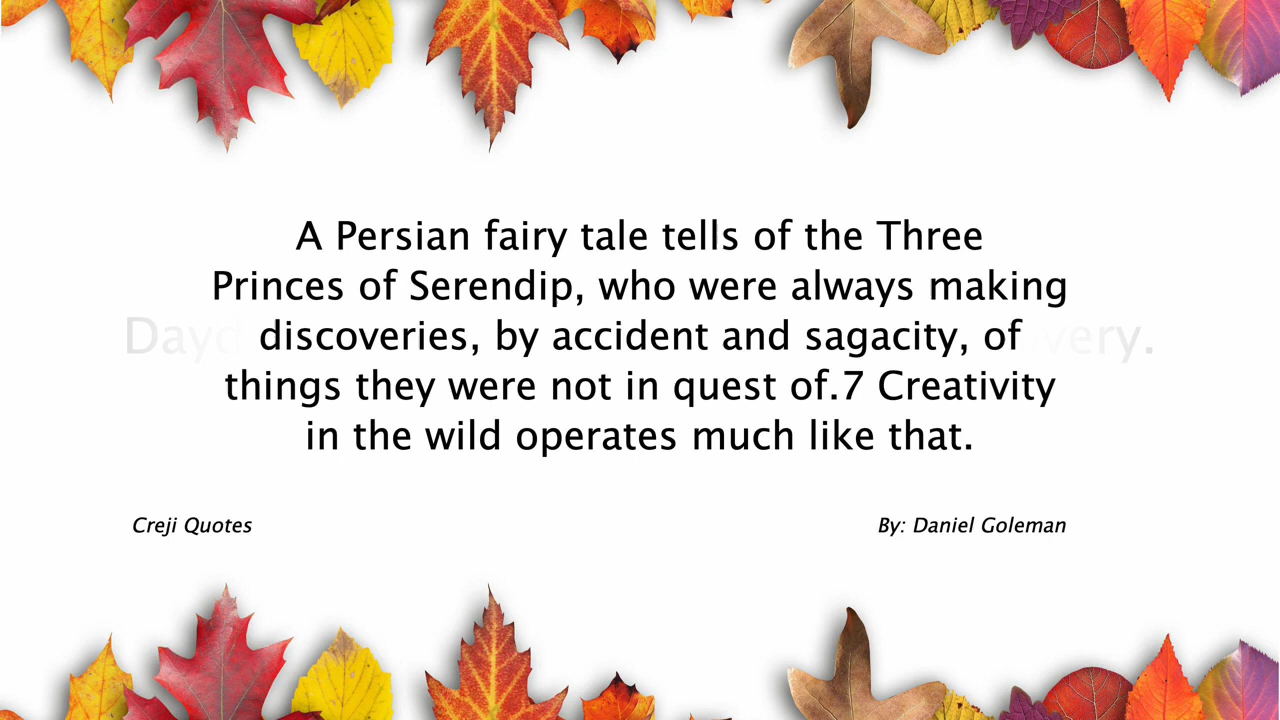 A Persian fairy tale tells of the Three
Princes of Serendip, who were always making
discoveries, by accident and sagacity, of
things they were not in quest of.7 Creativity
in the wild operates much like that.
Creji Quotes
By: Daniel Goleman